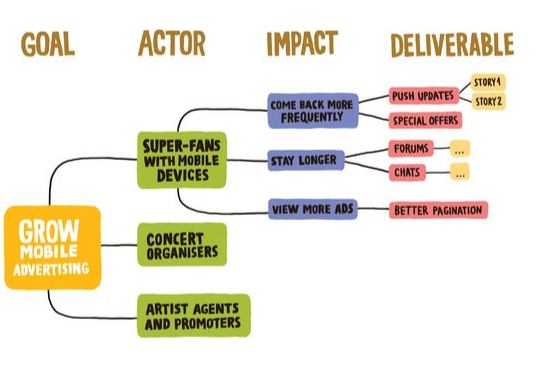 GOAL
ACTOR
IMPACT
DELIVERABLE
GROW
MOBILE
ADVERTISING
SUPER-FANS
WITH MOBILE
DEVICES
COME BACK MORE
FREQUENTLY
PUSH UPDATES
STORY 1
STORY 2
SPECIAL OFFERS
STAY LONGER
FORUMS
...
CHATS
...
VIEW MORE ADS
BETTER PAGINATION
CONCERT
ORGANISERS
ARTIST AGENTS
AND PROMOTERS